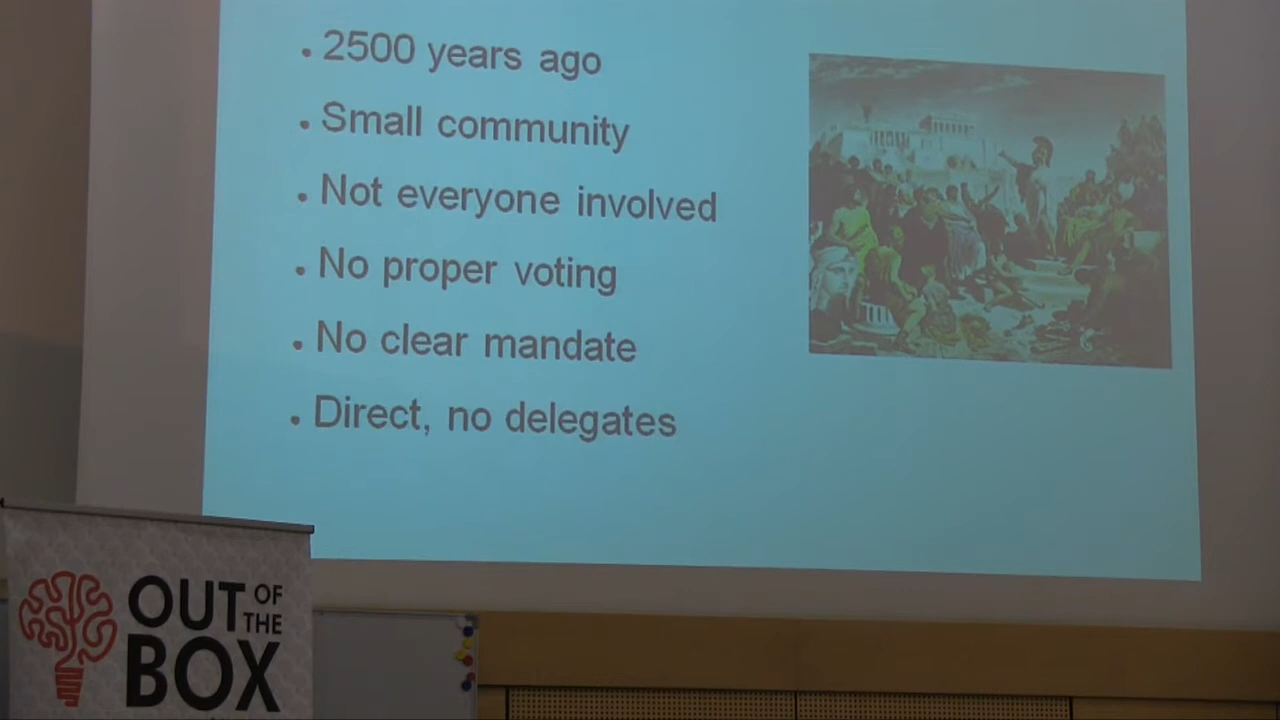 2500 years ago
Small community
Not everyone involved
No proper voting
No clear mandate
Direct, no delegates
OUT OF THE
BOX